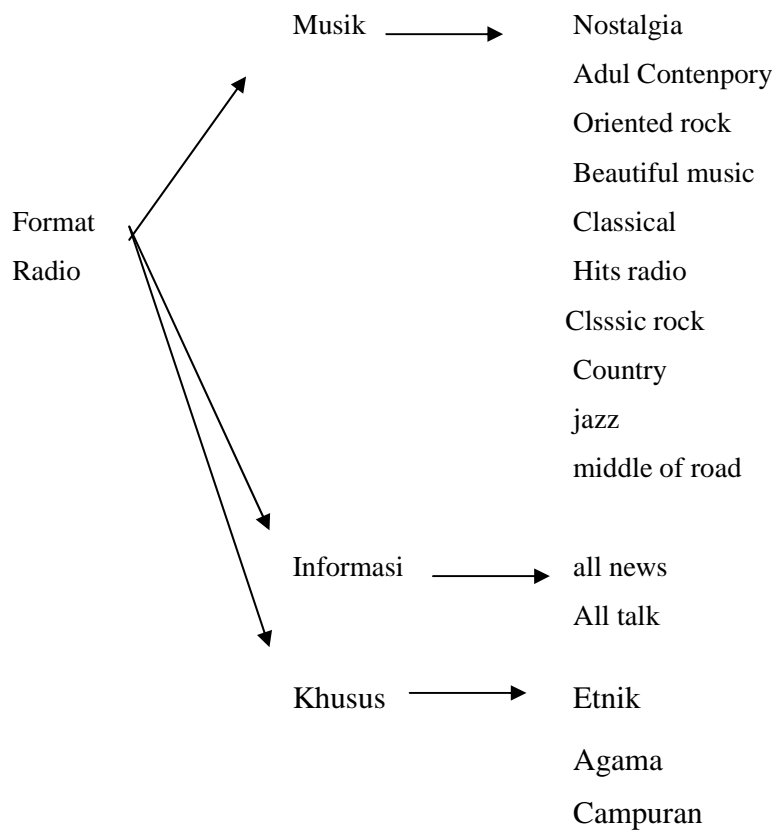 Musik
Nostalgia
Adul Contenpory
Oriented rock
Beautiful music
Format
Radio
Classical
Hits radio
Clsssic rock
Country
jazz
middle of road
Informasi
all news
All talk
Khusus
Etnik
Agama
Campuran